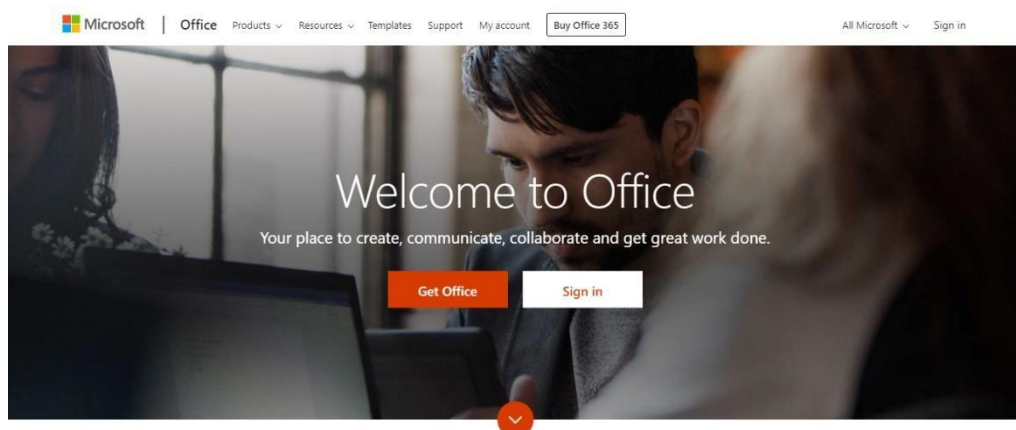 Microsoft | Office Products Resources Templates Support My account Buy Office 365 All Microsoft Sign in
Welcome to Office
Your place to create, communicate, collaborate and get great work done.
Get Office Sign in